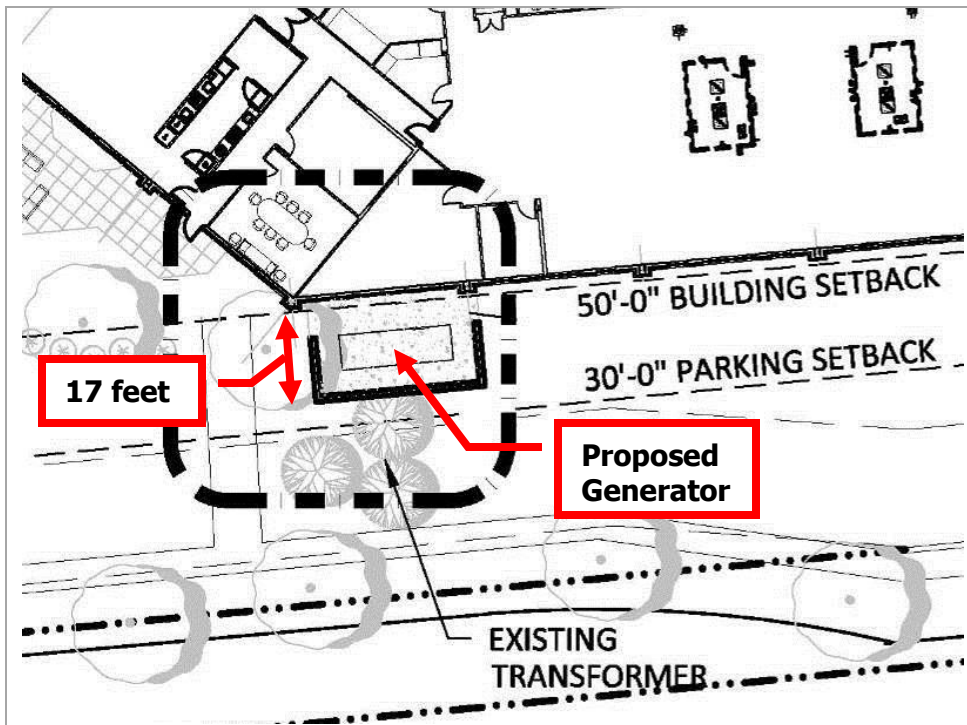 50'-0" BUILDING SETBACK
30'-0" PARKING SETBACK
17 feet
Proposed
Generator
EXISTING
TRANSFORMER